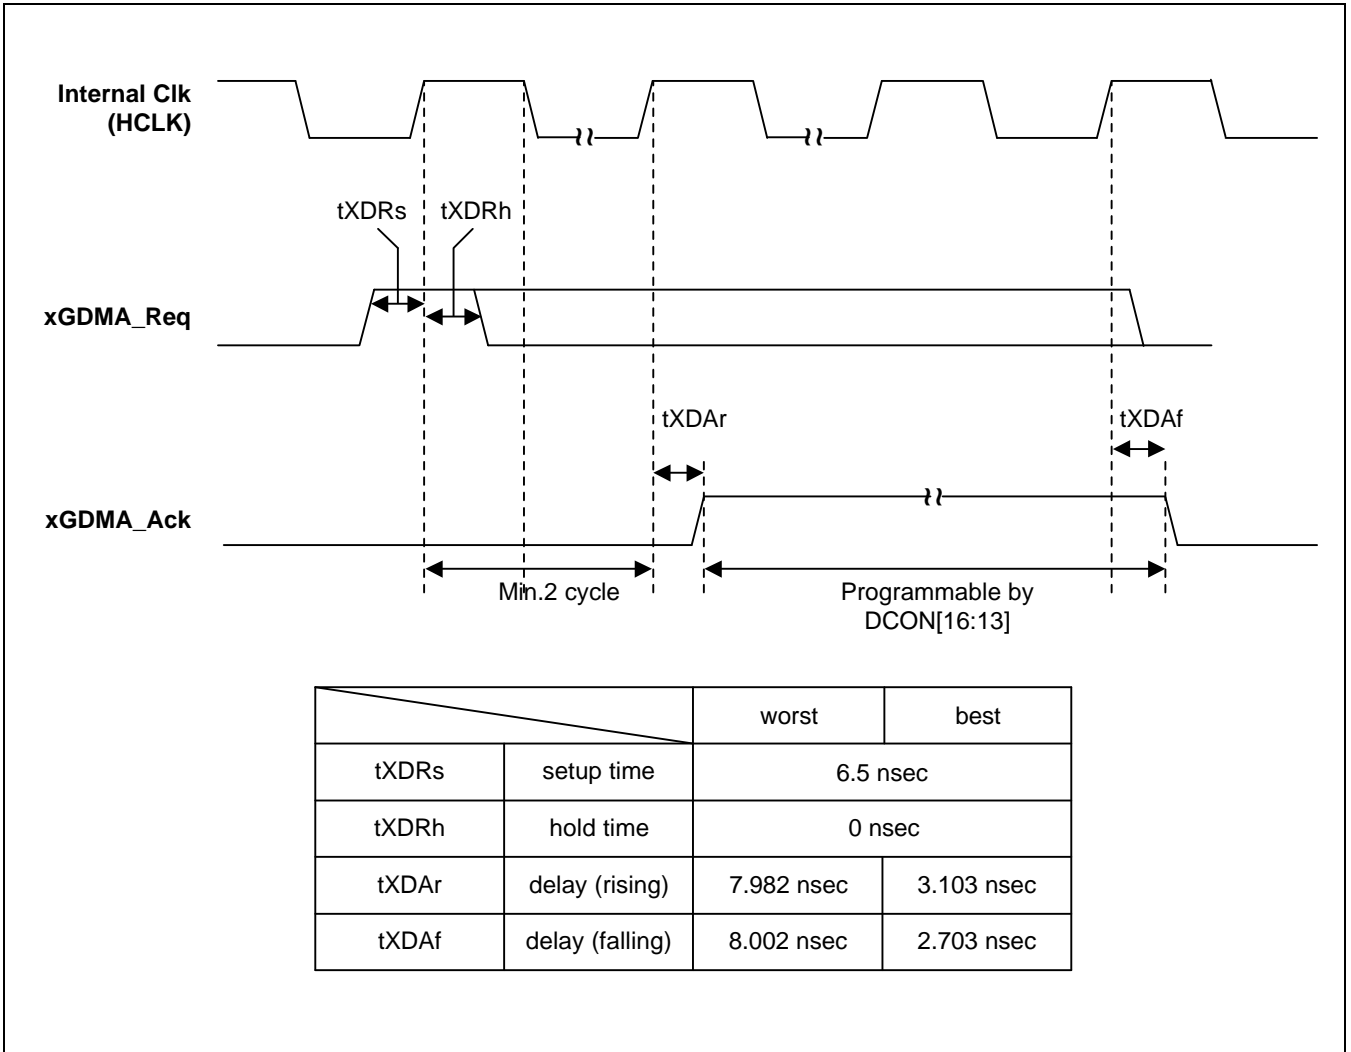 Internal Clk
(HCLK)
tXDRs tXDRh
xGDMA_Req
tXDAr tXDAf
xGDMA_Ack
Min.2 cycle Programmable by
DCON[16:13]
worst best
tXDRs setup time 6.5 nsec
tXDRh hold time 0 nsec
tXDAr delay (rising) 7.982 nsec 3.103 nsec
tXDAf delay (falling) 8.002 nsec 2.703 nsec